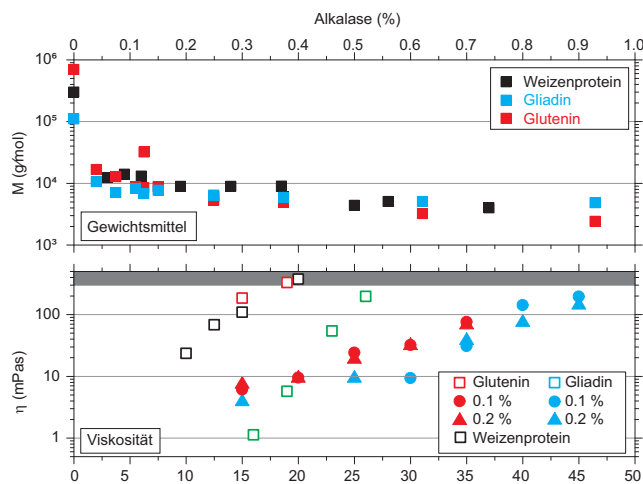 Alkalase (%)
0 0.1 0.2 0.3 0.4 0.5 0.6 0.7 0.8 0.9 1.0
M (g/mol)
10⁶
10⁵
10⁴
10³
Weizenprotein
Gliadin
Glutenin
Gewichtsmittel
η (mPas)
100
10
1
Glutenin Gliadin
0.1 % 0.1 %
0.2 % 0.2 %
Weizenprotein
Viskosität
0 5 10 15 20 25 30 35 40 45 50